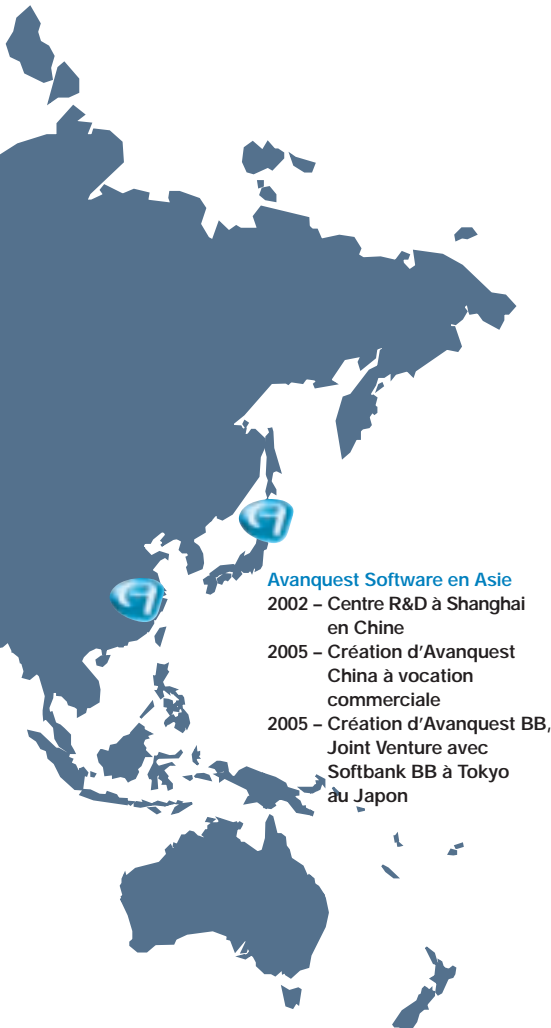 Avanquest Software en Asie
2002 – Centre R&D à Shanghai
en Chine
2005 – Création d'Avanquest
China à vocation
commerciale
2005 – Création d'Avanquest BB,
Joint Venture avec
Softbank BB à Tokyo
au Japon